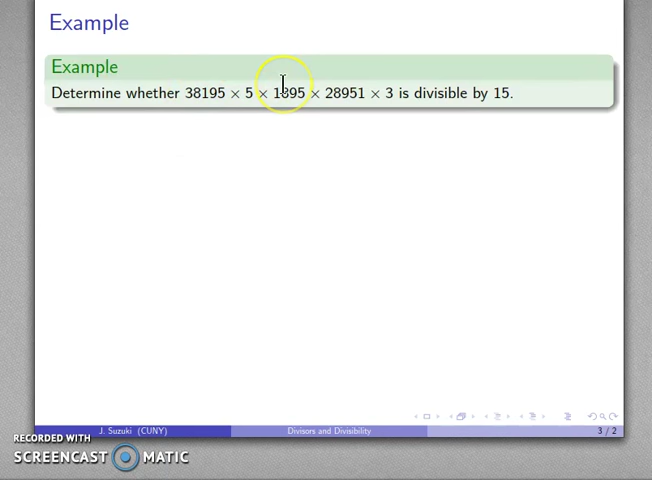 Example
Example
Determine whether 38195 × 5 × 1895 × 28951 × 3 is divisible by 15.
J. Suzuki (CUNY)
Divisors and Divisibility
3 / 2
RECORDED WITH
SCREENCAST MATIC